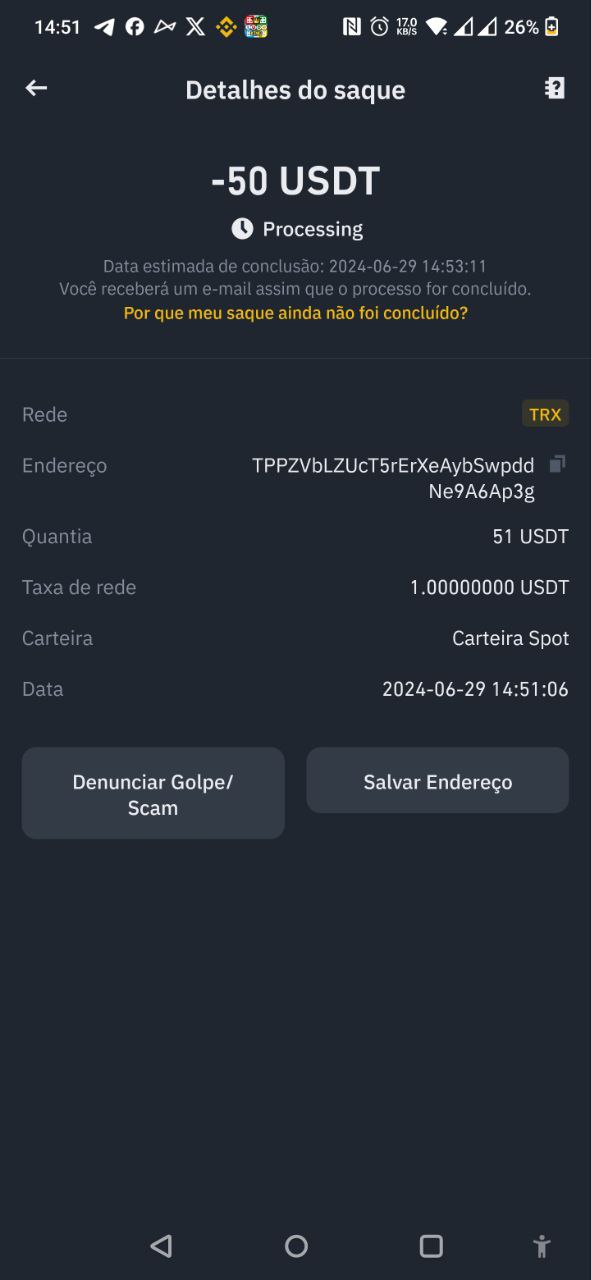 14:51 17.0 KB/S 26%
Detalhes do saque
-50 USDT
Processing
Data estimada de conclusão: 2024-06-29 14:53:11
Você receberá um e-mail assim que o processo for concluído.
Por que meu saque ainda não foi concluído?
Rede TRX
Endereço TPPZVbLZUcT5rErXeAybSwpdd
Ne9A6Ap3g
Quantia 51 USDT
Taxa de rede 1.00000000 USDT
Carteira Carteira Spot
Data 2024-06-29 14:51:06
Denunciar Golpe/
Scam
Salvar Endereço